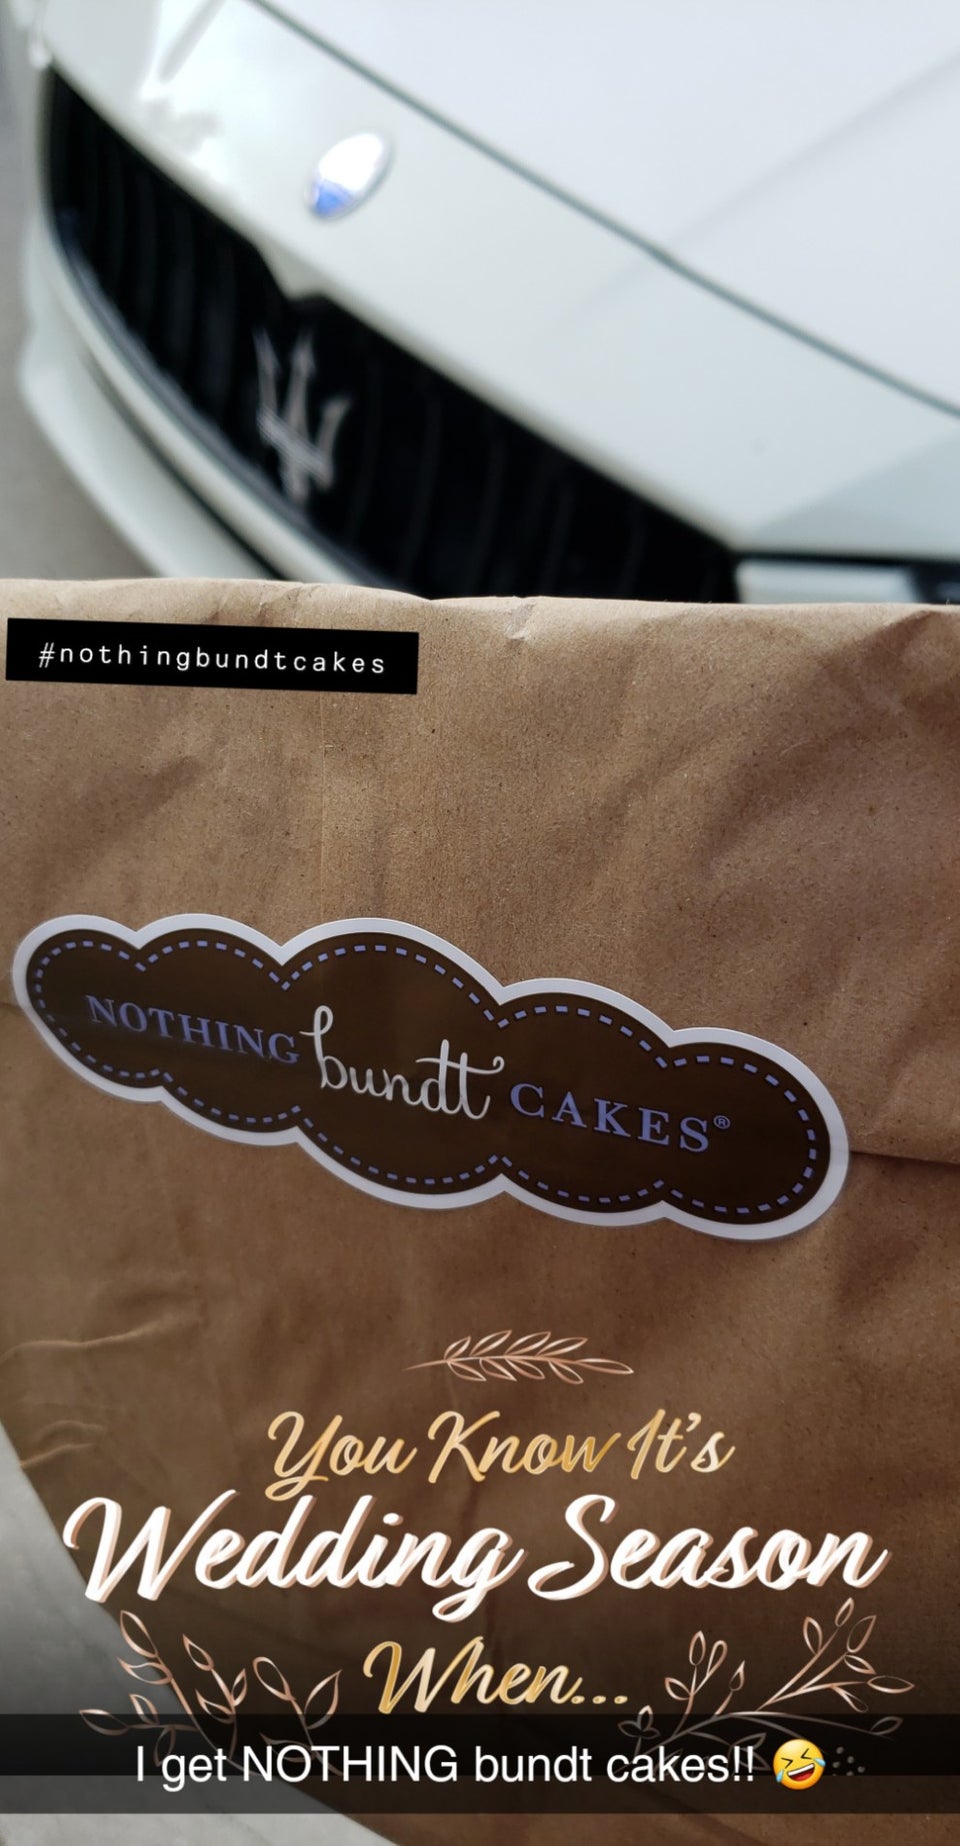 #nothingbundtcakes
NOTHING bundt CAKES®
You Know It's
Wedding Season
When...
I get NOTHING bundt cakes!! 🤣